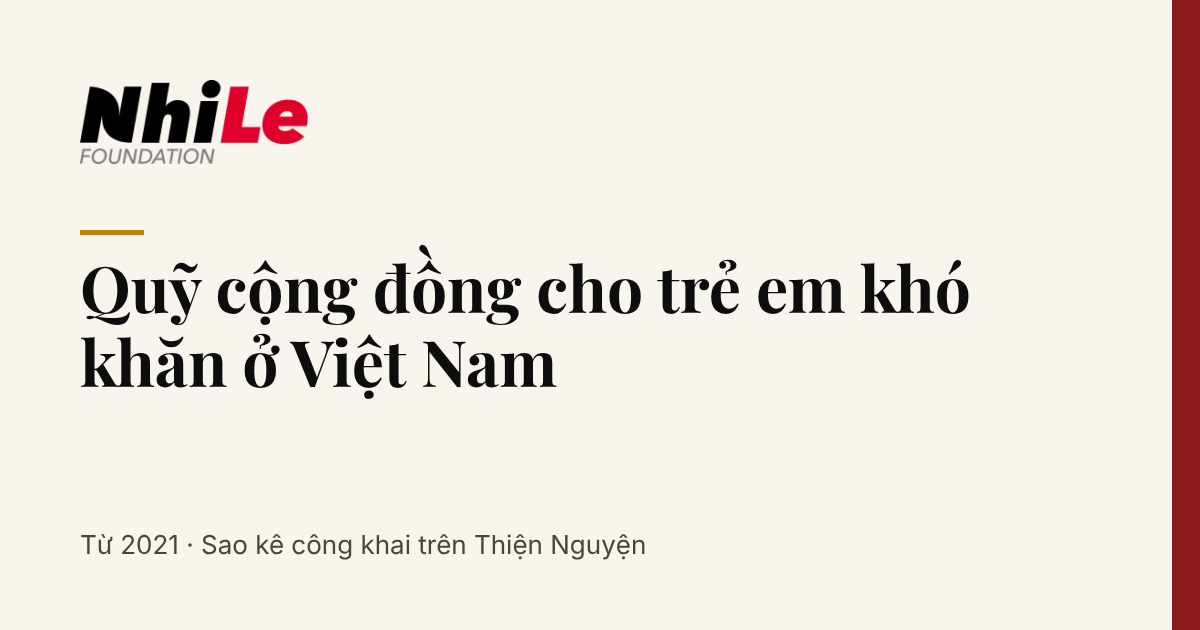 NhiLe
FOUNDATION
Quỹ cộng đồng cho trẻ em khó
khăn ở Việt Nam
Từ 2021 · Sao kê công khai trên Thiện Nguyện